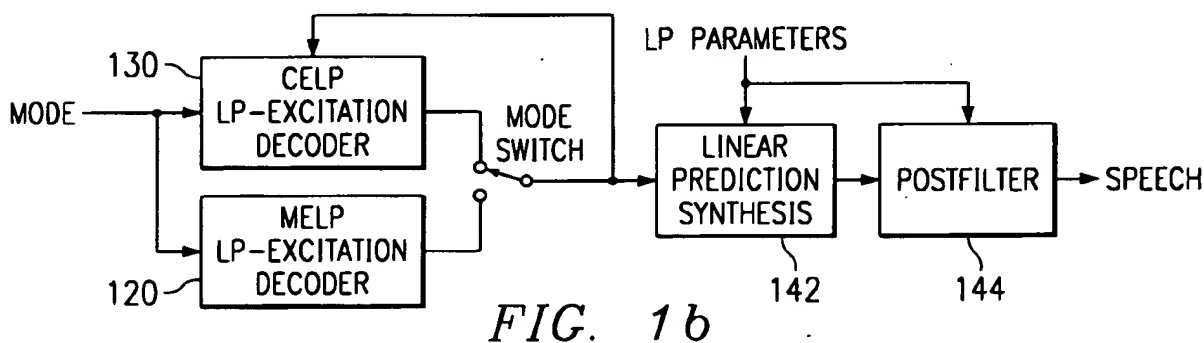 LP PARAMETERS
130
CELP
LP-EXCITATION
DECODER
MODE
MODE
SWITCH
LINEAR
PREDICTION
SYNTHESIS
POSTFILTER
SPEECH
MELP
LP-EXCITATION
DECODER
120
142
144
FIG. 1b